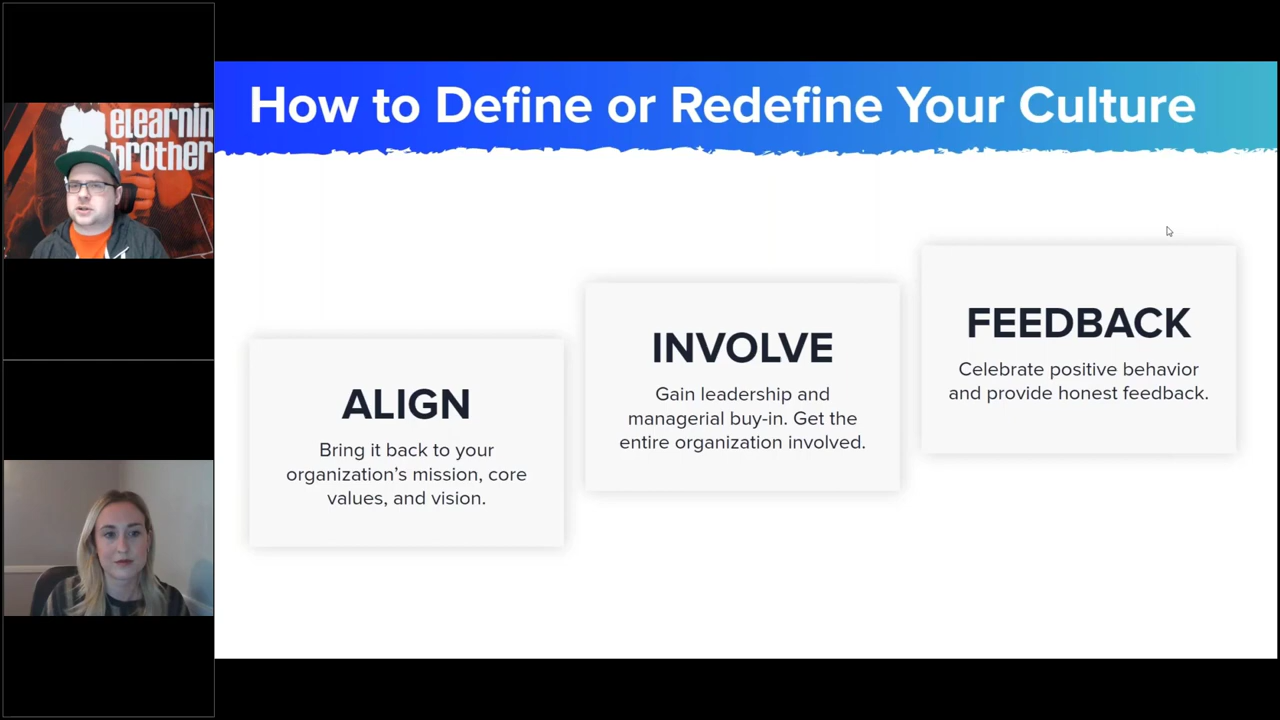 elearnin
brother
How to Define or Redefine Your Culture
ALIGN
Bring it back to your
organization’s mission, core
values, and vision.
INVOLVE
Gain leadership and
managerial buy-in. Get the
entire organization involved.
FEEDBACK
Celebrate positive behavior
and provide honest feedback.